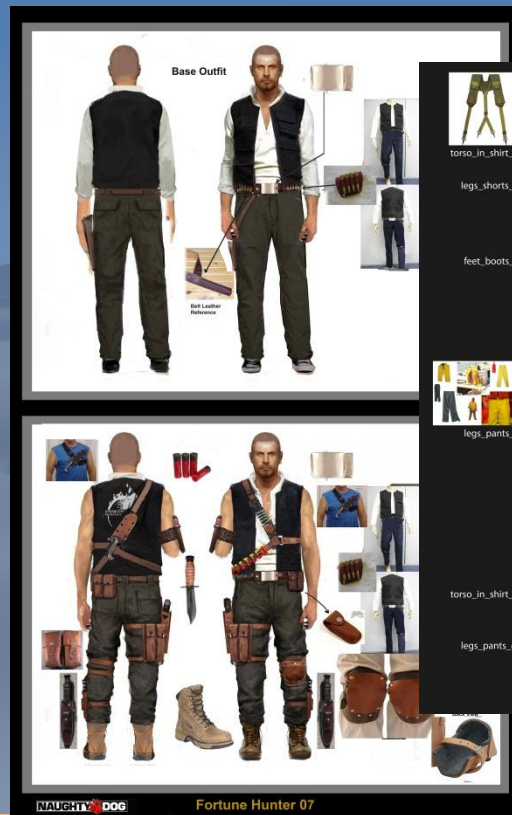 Base Outfit
Belt Leather
Reference
torso_in_shirt_
legs_shorts_
feet_boots_
legs_pants_
torso_in_shirt_
legs_pants_
NAUGHTY DOG
Fortune Hunter 07